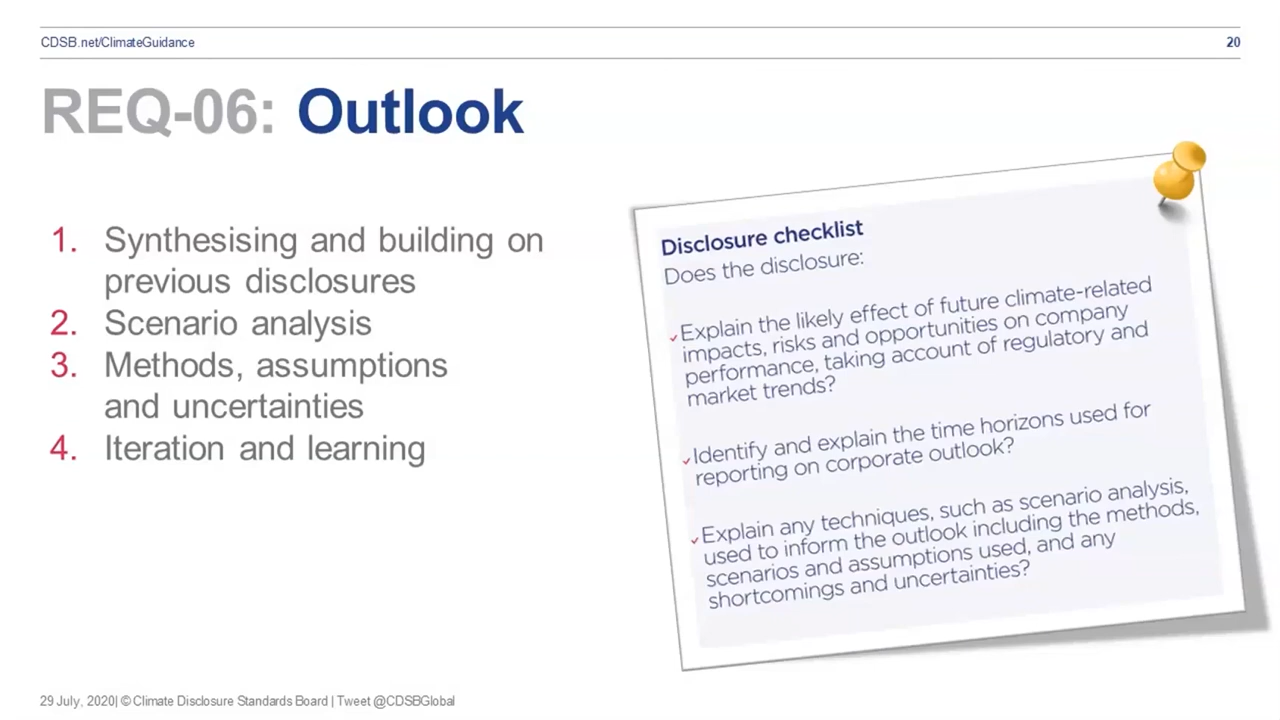 CDSB.net/ClimateGuidance
20
REQ-06: Outlook
1. Synthesising and building on
previous disclosures
2. Scenario analysis
3. Methods, assumptions
and uncertainties
4. Iteration and learning
Disclosure checklist
Does the disclosure:
✓Explain the likely effect of future climate-related
impacts, risks and opportunities on company
performance, taking account of regulatory and
market trends?
✓Identify and explain the time horizons used for
reporting on corporate outlook?
✓Explain any techniques, such as scenario analysis,
used to inform the outlook including the methods,
scenarios and assumptions used, and any
shortcomings and uncertainties?
29 July, 2020| © Climate Disclosure Standards Board | Tweet @CDSBGlobal